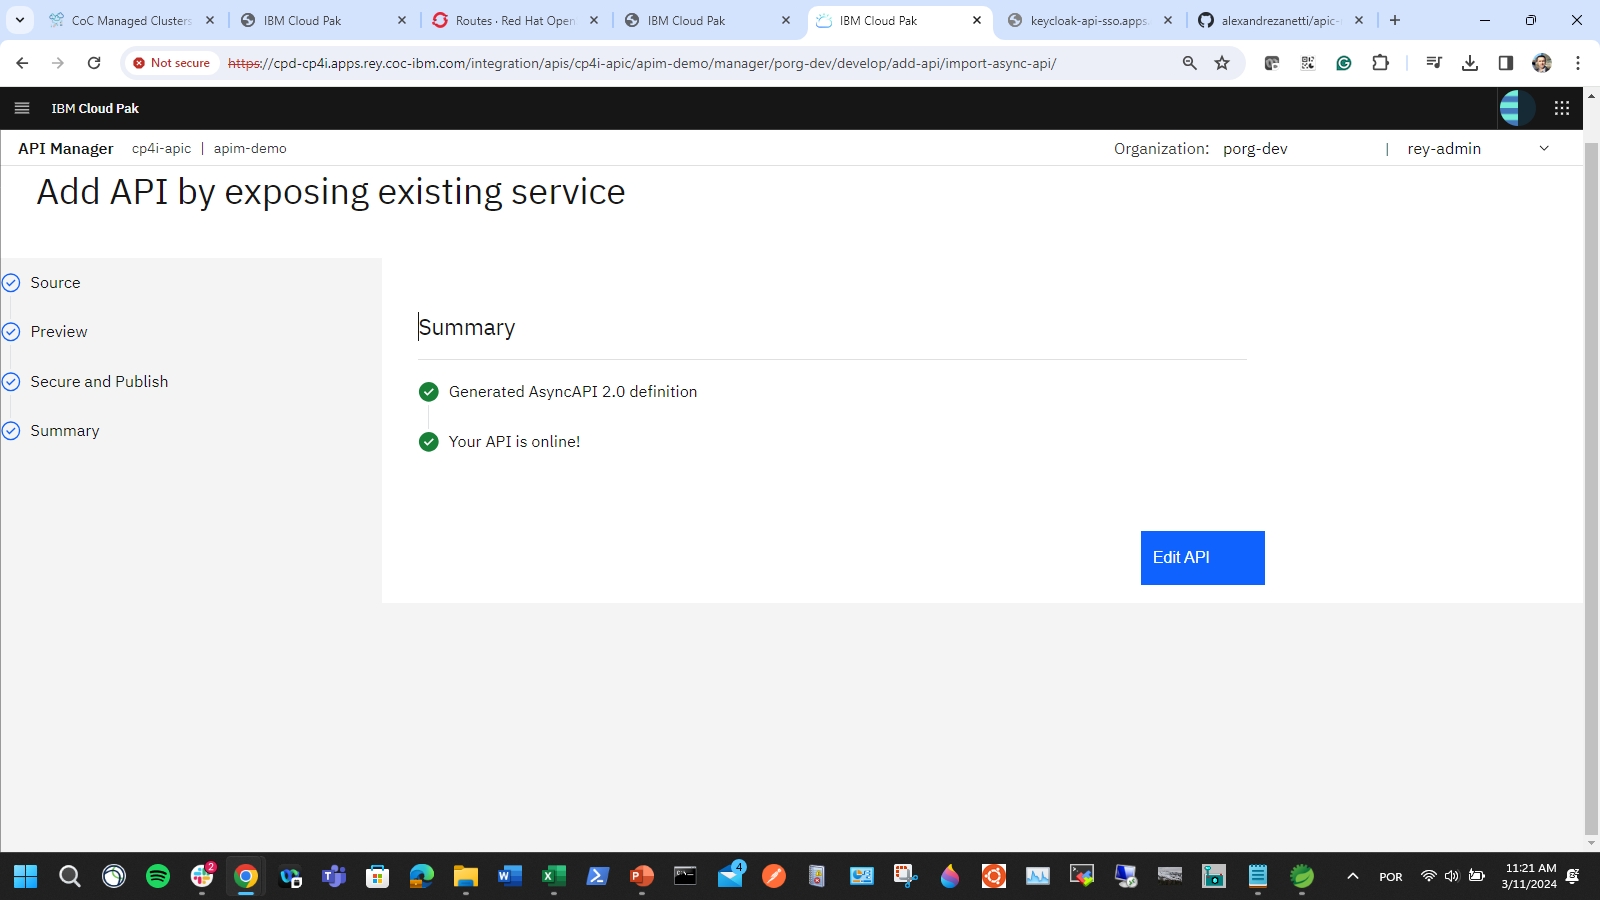 CoC Managed Clusters
IBM Cloud Pak
Routes · Red Hat Open
IBM Cloud Pak
IBM Cloud Pak
keycloak-api-sso.apps.
alexandrezanetti/apic-
Not secure
https://cpd-cp4i.apps.rey.coc-ibm.com/integration/apis/cp4i-apic/apim-demo/manager/porg-dev/develop/add-api/import-async-api/
IBM Cloud Pak
API Manager cp4i-apic | apim-demo
Organization: porg-dev | rey-admin
Add API by exposing existing service
Source
Preview
Secure and Publish
Summary
Summary
Generated AsyncAPI 2.0 definition
Your API is online!
Edit API
2
4
POR
11:21 AM
3/11/2024